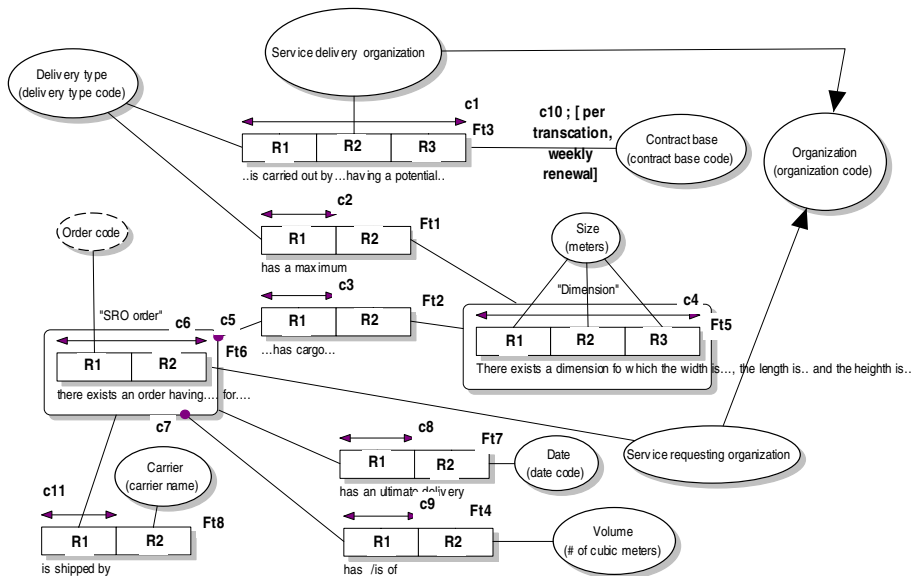 Service delivery organization
Delivery type
(delivery type code)
c1
c10 ; [ per
transcation,
weekly
renewal]
Ft3
R1
R2
R3
..is carried out by ...having a potential..
Contract base
(contract base code)
Organization
(organization code)
c2
Ft1
R1
R2
has a maximum
Order code
Size
(meters)
"Dimension"
c3
c4
Ft2
R1
R2
...has cargo...
Ft5
R1
R2
R3
There exists a dimension fo which the width is..., the length is.. and the heighth is..
"SRO order"
c6
c5
Ft6
R1
R2
there exists an order having.... for....
c7
c8
Ft7
R1
R2
has an ultimate delivery
Date
(date code)
Service requesting organization
Carrier
(carrier name)
c11
Ft8
R1
R2
is shipped by
c9
Ft4
R1
R2
has /is of
Volume
(# of cubic meters)